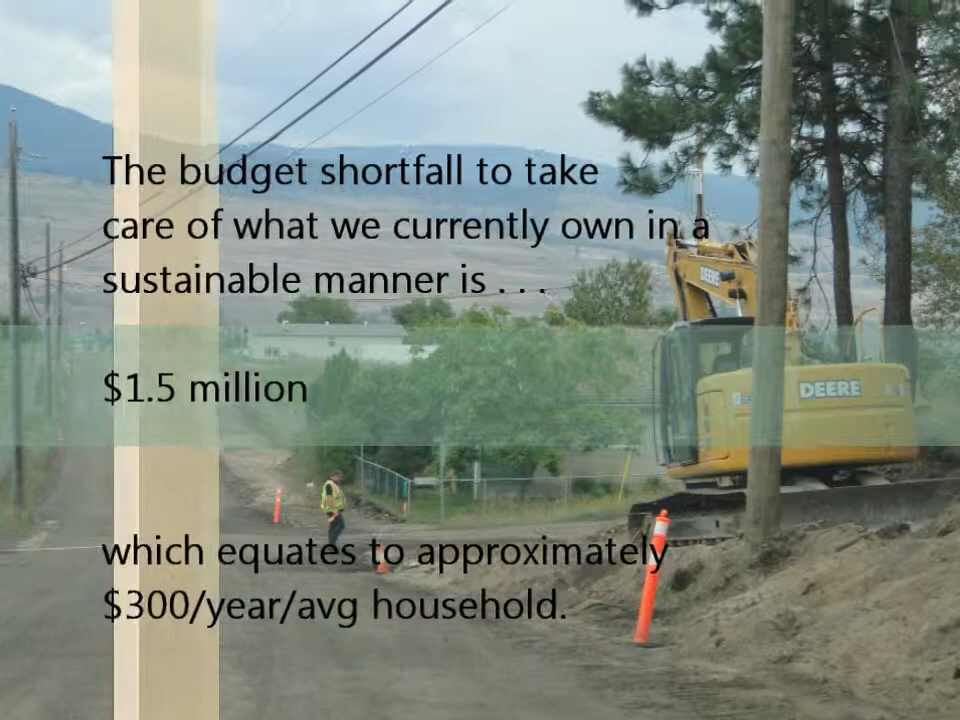 The budget shortfall to take
care of what we currently own in a
sustainable manner is . . .
$1.5 million
DEERE
which equates to approximately
$300/year/avg household.